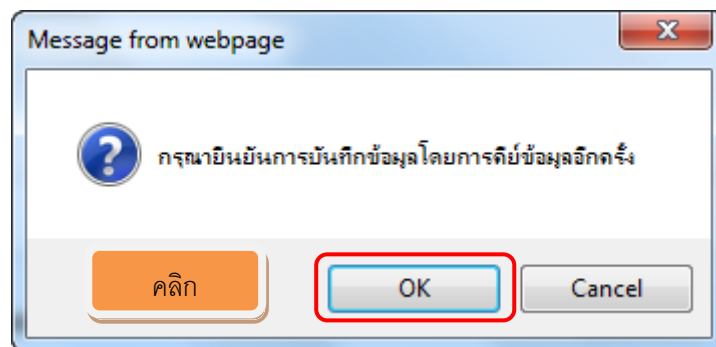 Message from webpage
กรุณายืนยันการบันทึกข้อมูลโดยการคีย์ข้อมูลอีกครั้ง
คลิก
OK
Cancel